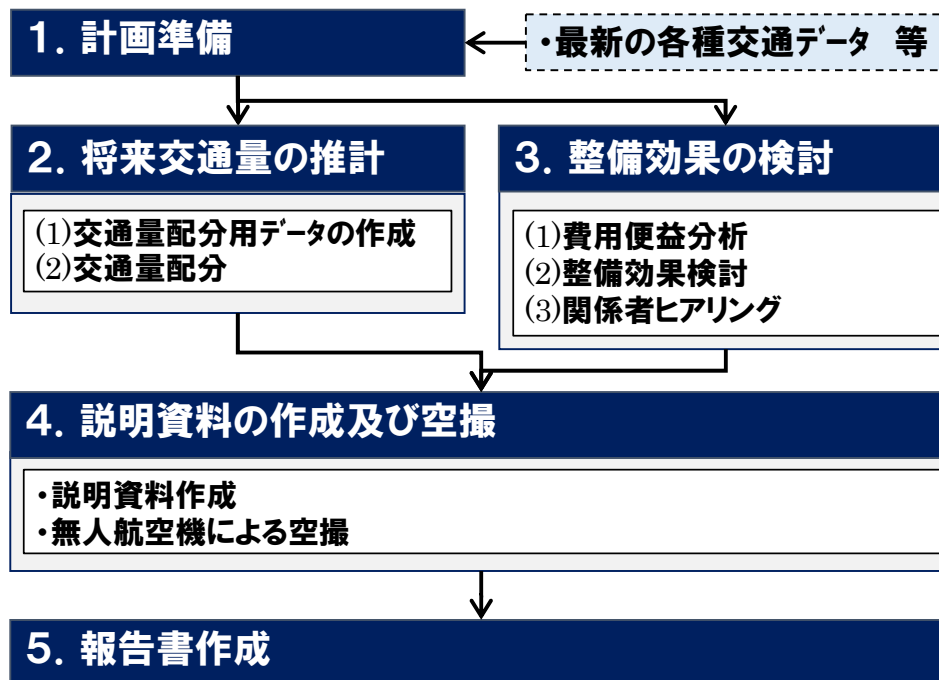 1. 計画準備
・最新の各種交通データ 等
2. 将来交通量の推計
(1)交通量配分用データの作成
(2)交通量配分
3. 整備効果の検討
(1)費用便益分析
(2)整備効果検討
(3)関係者ヒアリング
4. 説明資料の作成及び空撮
・説明資料作成
・無人航空機による空撮
5. 報告書作成